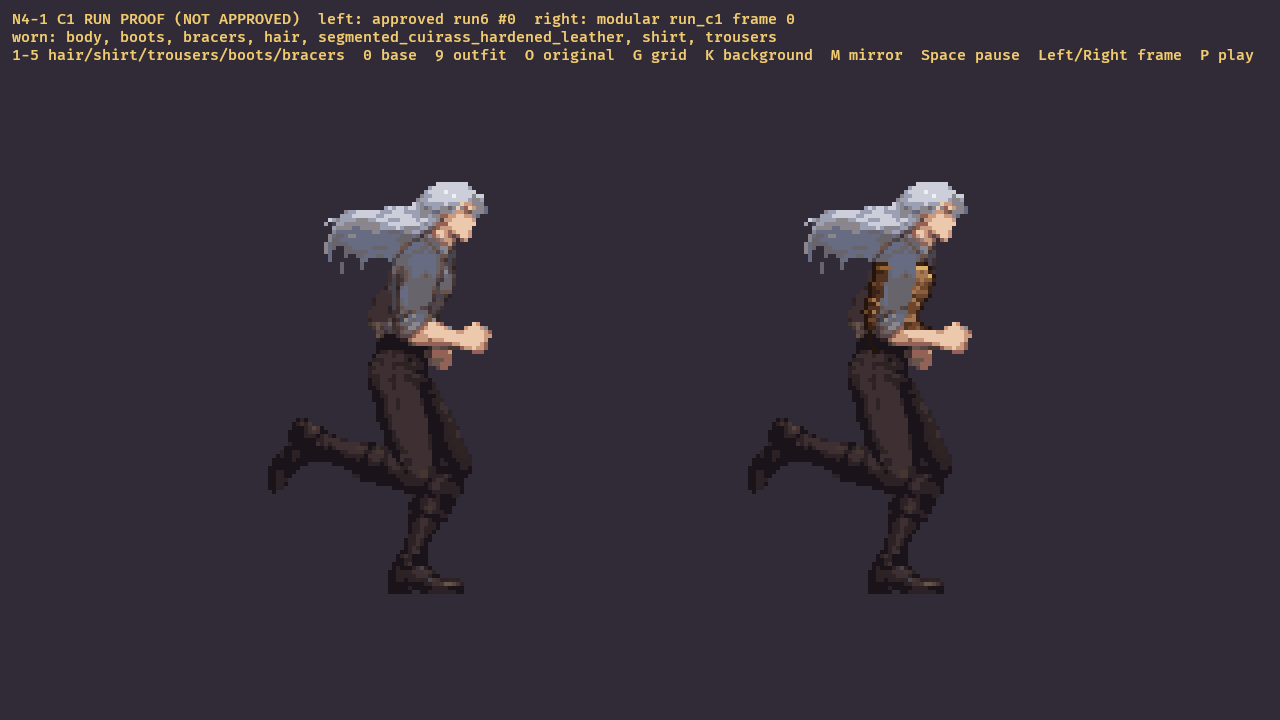 N4-1 C1 RUN PROOF (NOT APPROVED)  left: approved run6 #0  right: modular run_c1 frame 0
worn: body, boots, bracers, hair, segmented_cuirass_hardened_leather, shirt, trousers
1-5 hair/shirt/trousers/boots/bracers  0 base  9 outfit  O original  G grid  K background  M mirror  Space pause  Left/Right frame  P play